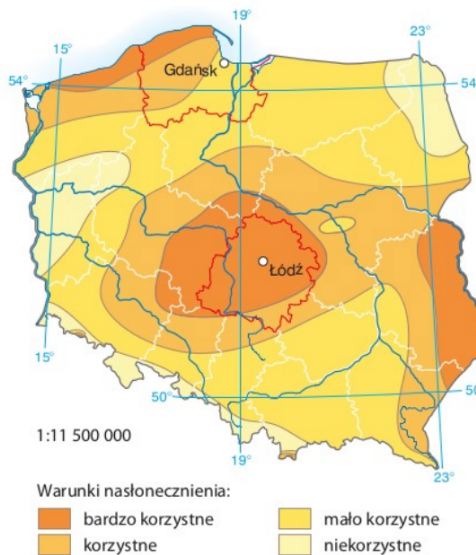 19°
15°
23°
Gdańsk
54°
54°
Łódź
15°
50°
50°
1:11 500 000
19°
23°
Warunki nasłonecznienia:
bardzo korzystne
mało korzystne
korzystne
niekorzystne